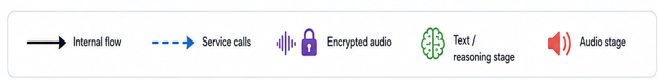 Internal flow
Service calls
Encrypted audio
Text /
reasoning stage
Audio stage